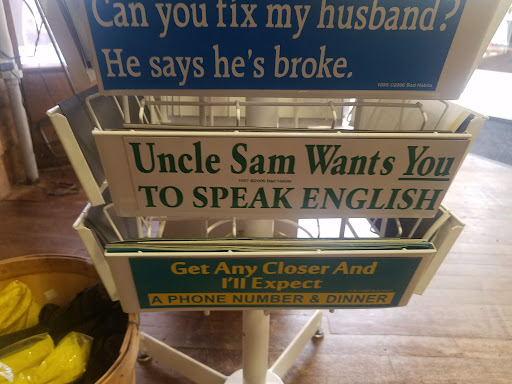 Can you fix my husband?
He says he's broke.
Uncle Sam Wants You
TO SPEAK ENGLISH
Get Any Closer And
I'll Expect
A PHONE NUMBER & DINNER